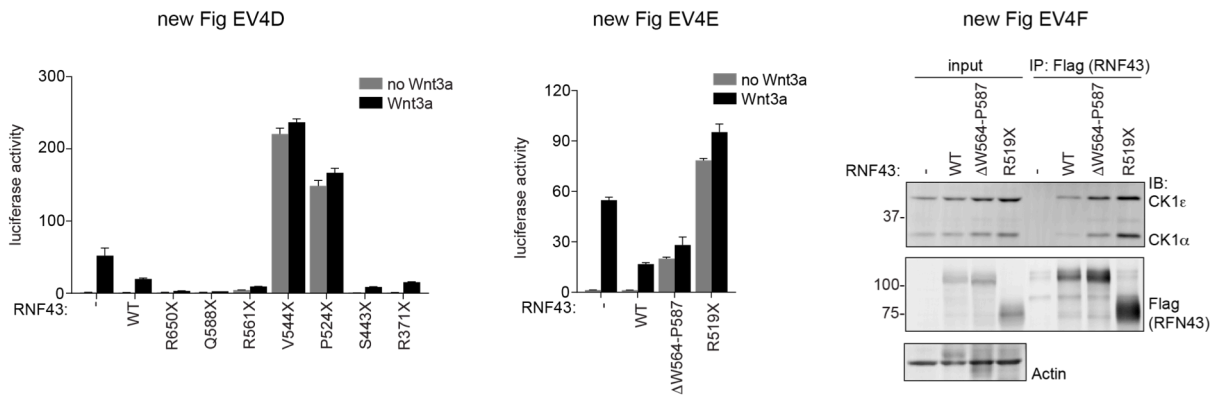 new Fig EV4D
new Fig EV4E
new Fig EV4F
luciferase activity
300
200
100
0
no Wnt3a
Wnt3a
RNF43:
-
WT
R650X
Q588X
R561X
V544X
P524X
S443X
R371X
luciferase activity
120
90
60
30
0
no Wnt3a
Wnt3a
RNF43:
-
WT
ΔW564-P587
R519X
input
IP: Flag (RNF43)
RNF43:
-
WT
ΔW564-P587
R519X
-
WT
ΔW564-P587
R519X
IB:
CK1ε
37-
CK1α
100-
75-
Flag
(RFN43)
Actin